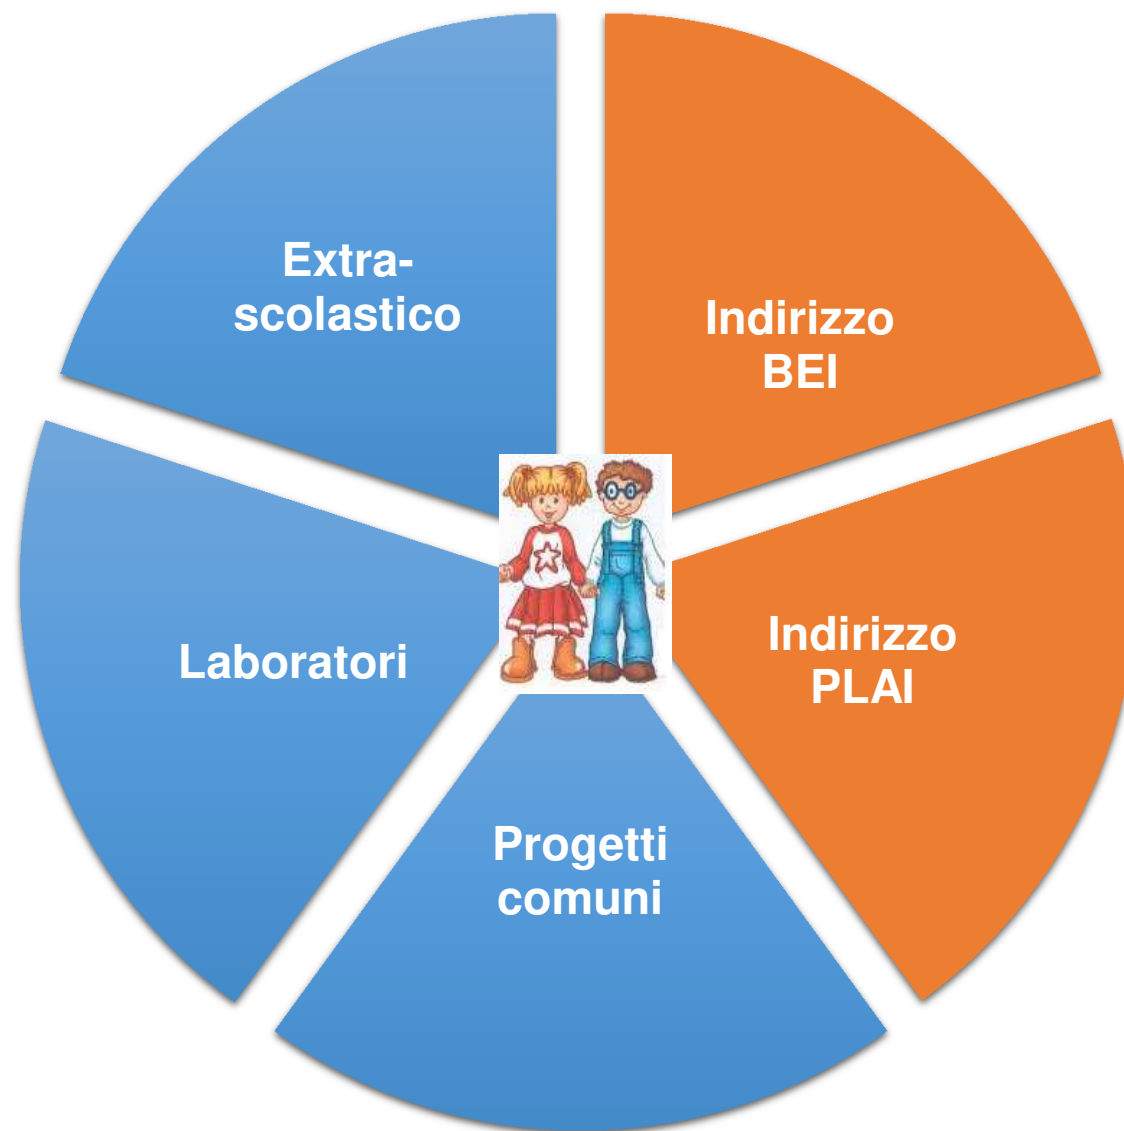 Extra-
scolastico
Indirizzo
BEI
Laboratori
Indirizzo
PLAI
Progetti
comuni